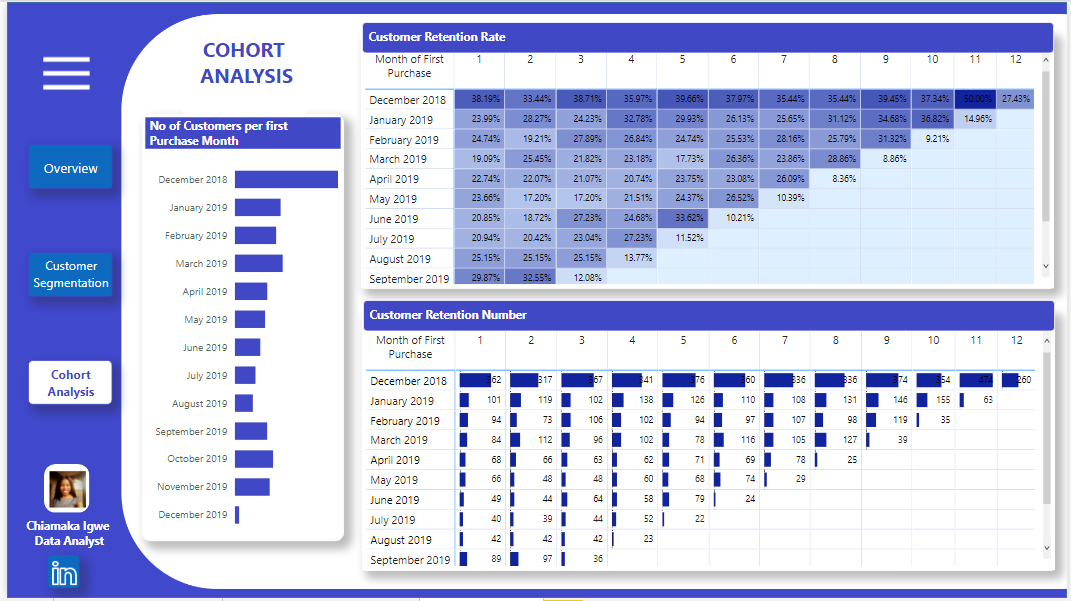 COHORT
ANALYSIS
Overview
Customer
Segmentation
Cohort
Analysis
Chiamaka Igwe
Data Analyst
in
No of Customers per first
Purchase Month
December 2018
January 2019
February 2019
March 2019
April 2019
May 2019
June 2019
July 2019
August 2019
September 2019
October 2019
November 2019
December 2019
Customer Retention Rate
Month of First
Purchase 1 2 3 4 5 6 7 8 9 10 11 12
December 2018 38.19% 33.44% 38.71% 35.97% 39.66% 37.97% 35.44% 35.44% 39.45% 37.34% 50.00% 27.43%
January 2019 23.99% 28.27% 24.23% 32.78% 29.93% 26.13% 25.65% 31.12% 34.68% 36.82% 14.96%
February 2019 24.74% 19.21% 27.89% 26.84% 24.74% 25.53% 28.16% 25.79% 31.32% 9.21%
March 2019 19.09% 25.45% 21.82% 23.18% 17.73% 26.36% 23.86% 28.86% 8.86%
April 2019 22.74% 22.07% 21.07% 20.74% 23.75% 23.08% 26.09% 8.36%
May 2019 23.66% 17.20% 17.20% 21.51% 24.37% 26.52% 10.39%
June 2019 20.85% 18.72% 27.23% 24.68% 33.62% 10.21%
July 2019 20.94% 20.42% 23.04% 27.23% 11.52%
August 2019 25.15% 25.15% 25.15% 13.77%
September 2019 29.87% 32.55% 12.08%
Customer Retention Number
Month of First
Purchase 1 2 3 4 5 6 7 8 9 10 11 12
December 2018 362 317 367 341 376 360 336 336 374 354 474 260
January 2019 101 119 102 138 126 110 108 131 146 155 63
February 2019 94 73 106 102 94 97 107 98 119 35
March 2019 84 112 96 102 78 116 105 127 39
April 2019 68 66 63 62 71 69 78 25
May 2019 66 48 48 60 68 74 29
June 2019 49 44 64 58 79 24
July 2019 40 39 44 52 22
August 2019 42 42 42 23
September 2019 89 97 36